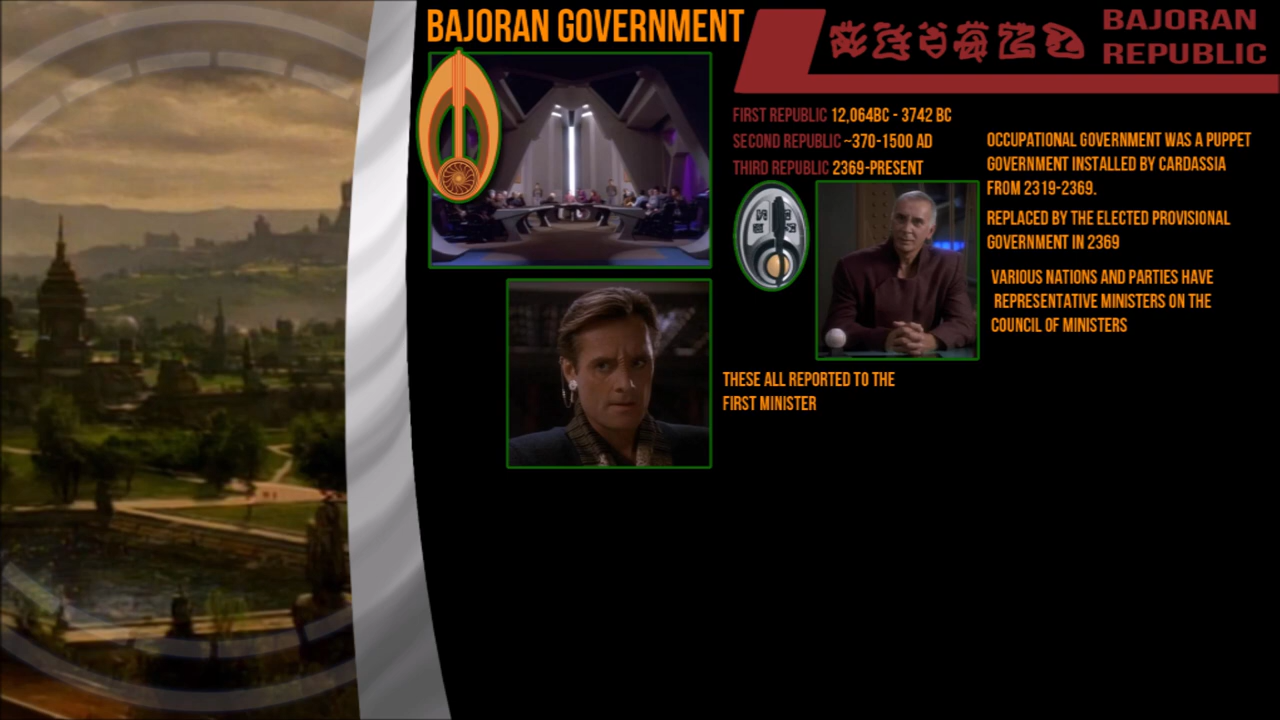 BAJORAN GOVERNMENT
BAJORAN
REPUBLIC
FIRST REPUBLIC 12,064BC - 3742 BC
SECOND REPUBLIC ~370-1500 AD
THIRD REPUBLIC 2369-PRESENT
OCCUPATIONAL GOVERNMENT WAS A PUPPET
GOVERNMENT INSTALLED BY CARDASSIA
FROM 2319-2369.
REPLACED BY THE ELECTED PROVISIONAL
GOVERNMENT IN 2369
VARIOUS NATIONS AND PARTIES HAVE
REPRESENTATIVE MINISTERS ON THE
COUNCIL OF MINISTERS
THESE ALL REPORTED TO THE
FIRST MINISTER